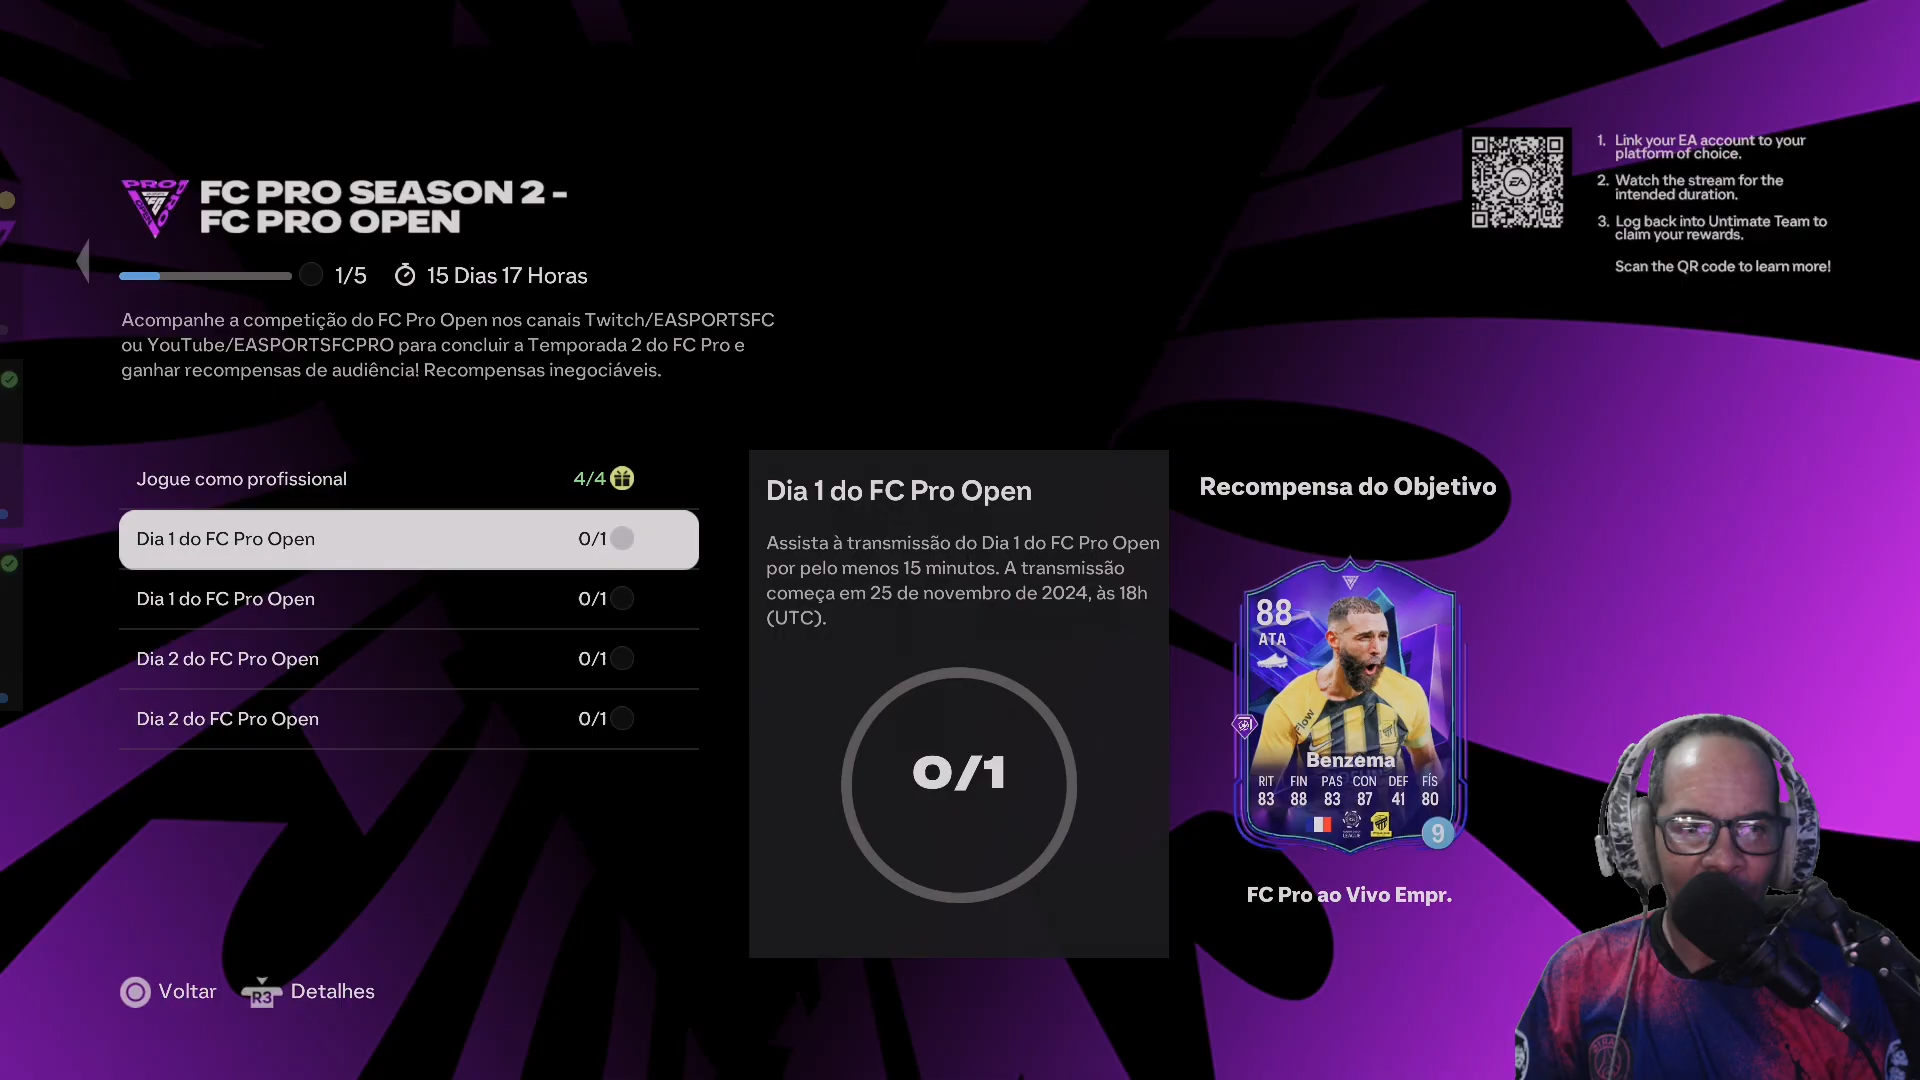 FC PRO SEASON 2 -
FC PRO OPEN
1/5
15 Dias 17 Horas
Acompanhe a competição do FC Pro Open nos canais Twitch/EASPORTSFC
ou YouTube/EASPORTSFCPRO para concluir a Temporada 2 do FC Pro e
ganhar recompensas de audiência! Recompensas inegociáveis.
EA
1. Link your EA account to your
platform of choice.
2. Watch the stream for the
intended duration.
3. Log back into Untimate Team to
claim your rewards.
Scan the QR code to learn more!
Jogue como profissional 4/4
Dia 1 do FC Pro Open 0/1
Dia 1 do FC Pro Open 0/1
Dia 2 do FC Pro Open 0/1
Dia 2 do FC Pro Open 0/1
Dia 1 do FC Pro Open
Assista à transmissão do Dia 1 do FC Pro Open
por pelo menos 15 minutos. A transmissão
começa em 25 de novembro de 2024, às 18h
(UTC).
0/1
Recompensa do Objetivo
88
ATA
Flow
Benzema
RIT FIN PAS CON DEF FÍS
83 88 83 87 41 80
9
FC Pro ao Vivo Empr.
Voltar
R3 Detalhes